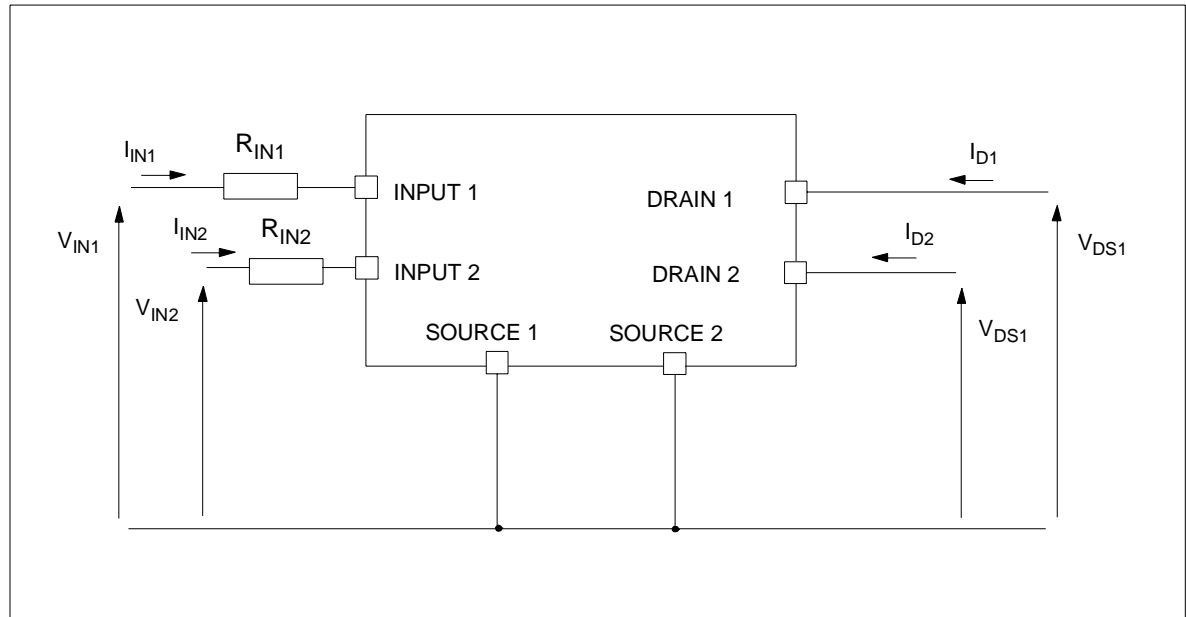 R_IN1
I_IN1
I_D1
INPUT 1
DRAIN 1
I_IN2
R_IN2
V_IN1
I_D2
V_DS1
INPUT 2
DRAIN 2
V_IN2
SOURCE 1
SOURCE 2
V_DS1